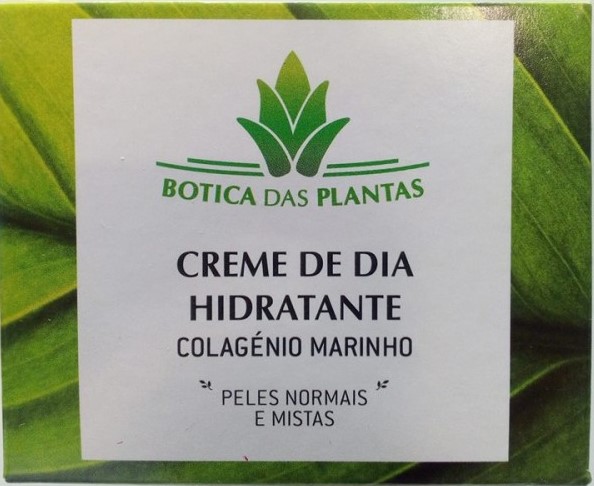 BOTICA DAS PLANTAS
CREME DE DIA
HIDRATANTE
COLAGÉNIO MARINHO
PELES NORMAIS
E MISTAS